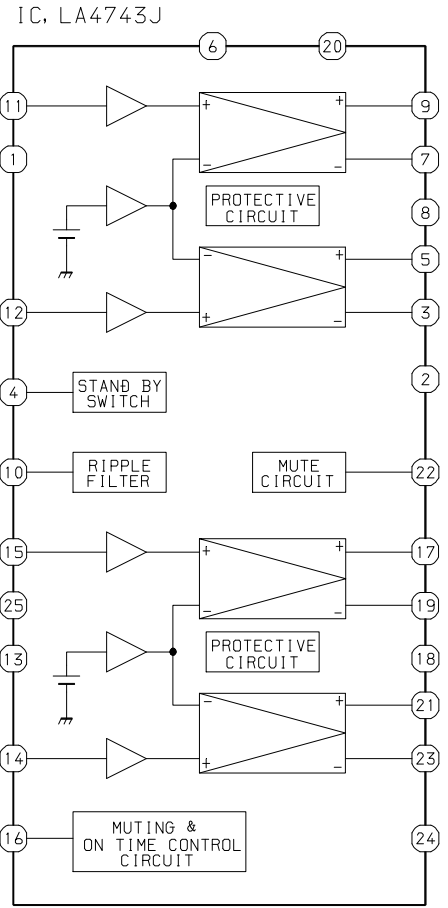 IC, LA4743J
6 20
11 + + 9
1 - - 7
PROTECTIVE
CIRCUIT
8
- + 5
12 + - 3
2
4 STAND BY
SWITCH
10 RIPPLE
FILTER
MUTE
CIRCUIT 22
15 + + 17
25 - - 19
PROTECTIVE
CIRCUIT
13 18
- + 21
14 + - 23
16 MUTING &
ON TIME CONTROL
CIRCUIT
24